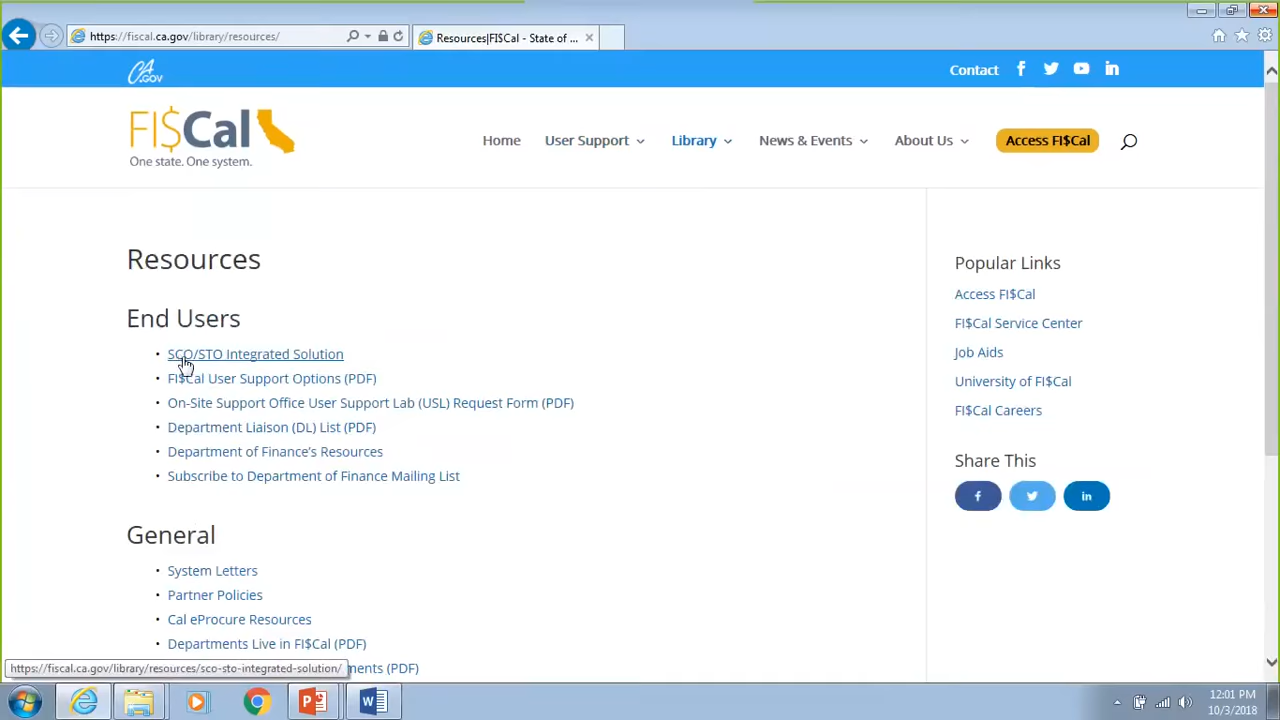 https://fiscal.ca.gov/library/resources/
Resources|FI$Cal - State of ...
CA.GOV
Contact
FI$Cal
One state. One system.
Home
User Support
Library
News & Events
About Us
Access FI$Cal
Resources
End Users
• SCO/STO Integrated Solution
• FI$Cal User Support Options (PDF)
• On-Site Support Office User Support Lab (USL) Request Form (PDF)
• Department Liaison (DL) List (PDF)
• Department of Finance's Resources
• Subscribe to Department of Finance Mailing List
General
• System Letters
• Partner Policies
• Cal eProcure Resources
• Departments Live in FI$Cal (PDF)
ments (PDF)
Popular Links
Access FI$Cal
FI$Cal Service Center
Job Aids
University of FI$Cal
FI$Cal Careers
Share This
https://fiscal.ca.gov/library/resources/sco-sto-integrated-solution/
12:01 PM
10/3/2018